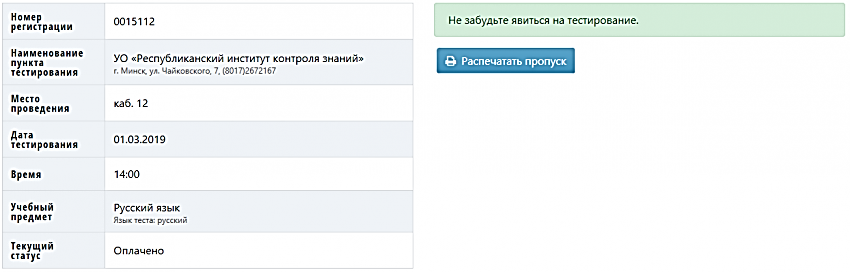 Номер
регистрации
0015112
Наименование
пункта
тестирования
УО «Республиканский институт контроля знаний»
г. Минск, ул. Чайковского, 7, (8017)2672167
Место
проведения
каб. 12
Дата
тестирования
01.03.2019
Время
14:00
Учебный
предмет
Русский язык
Язык теста: русский
Текущий
статус
Оплачено
Не забудьте явиться на тестирование.
Распечатать пропуск